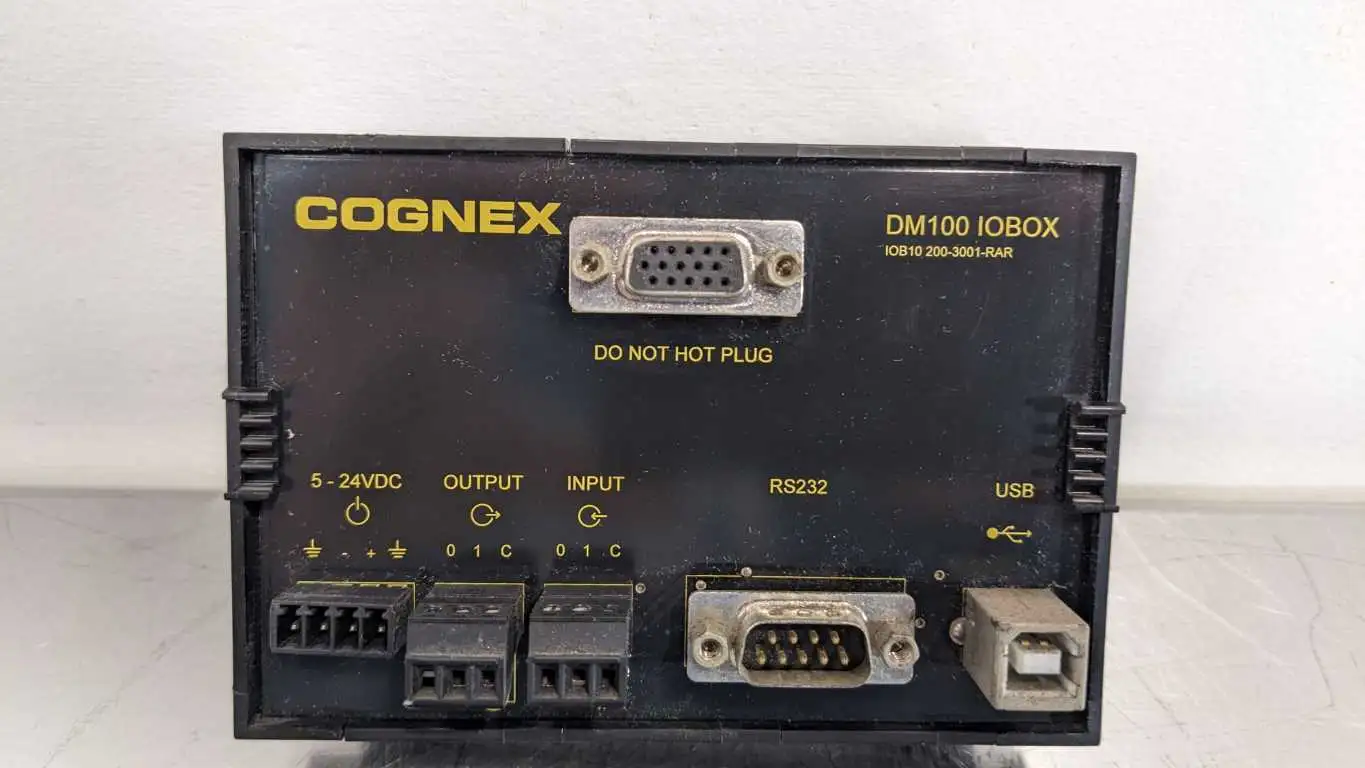 COGNEX
DM100 IOBOX
IOB10 200-3001-RAR
DO NOT HOT PLUG
5 - 24VDC OUTPUT INPUT RS232 USB
- + 0 1 C 0 1 C